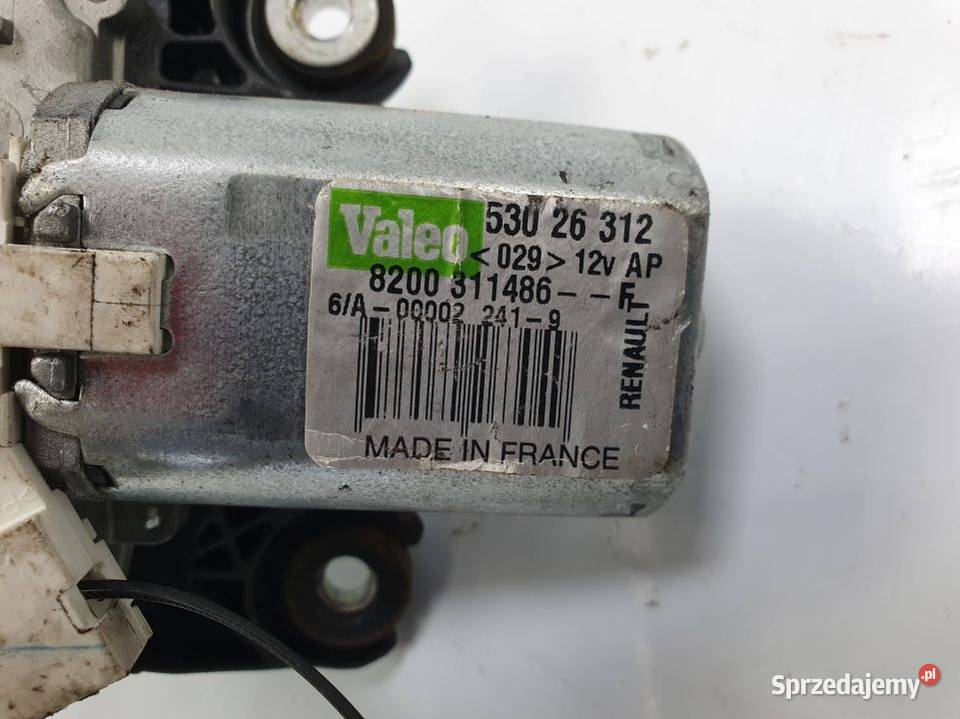 Valeo 530 26 312
<029> 12v AP
8200 311486--F
6/A-00002 241-9
RENAULT
MADE IN FRANCE
Sprzedajemy.pl